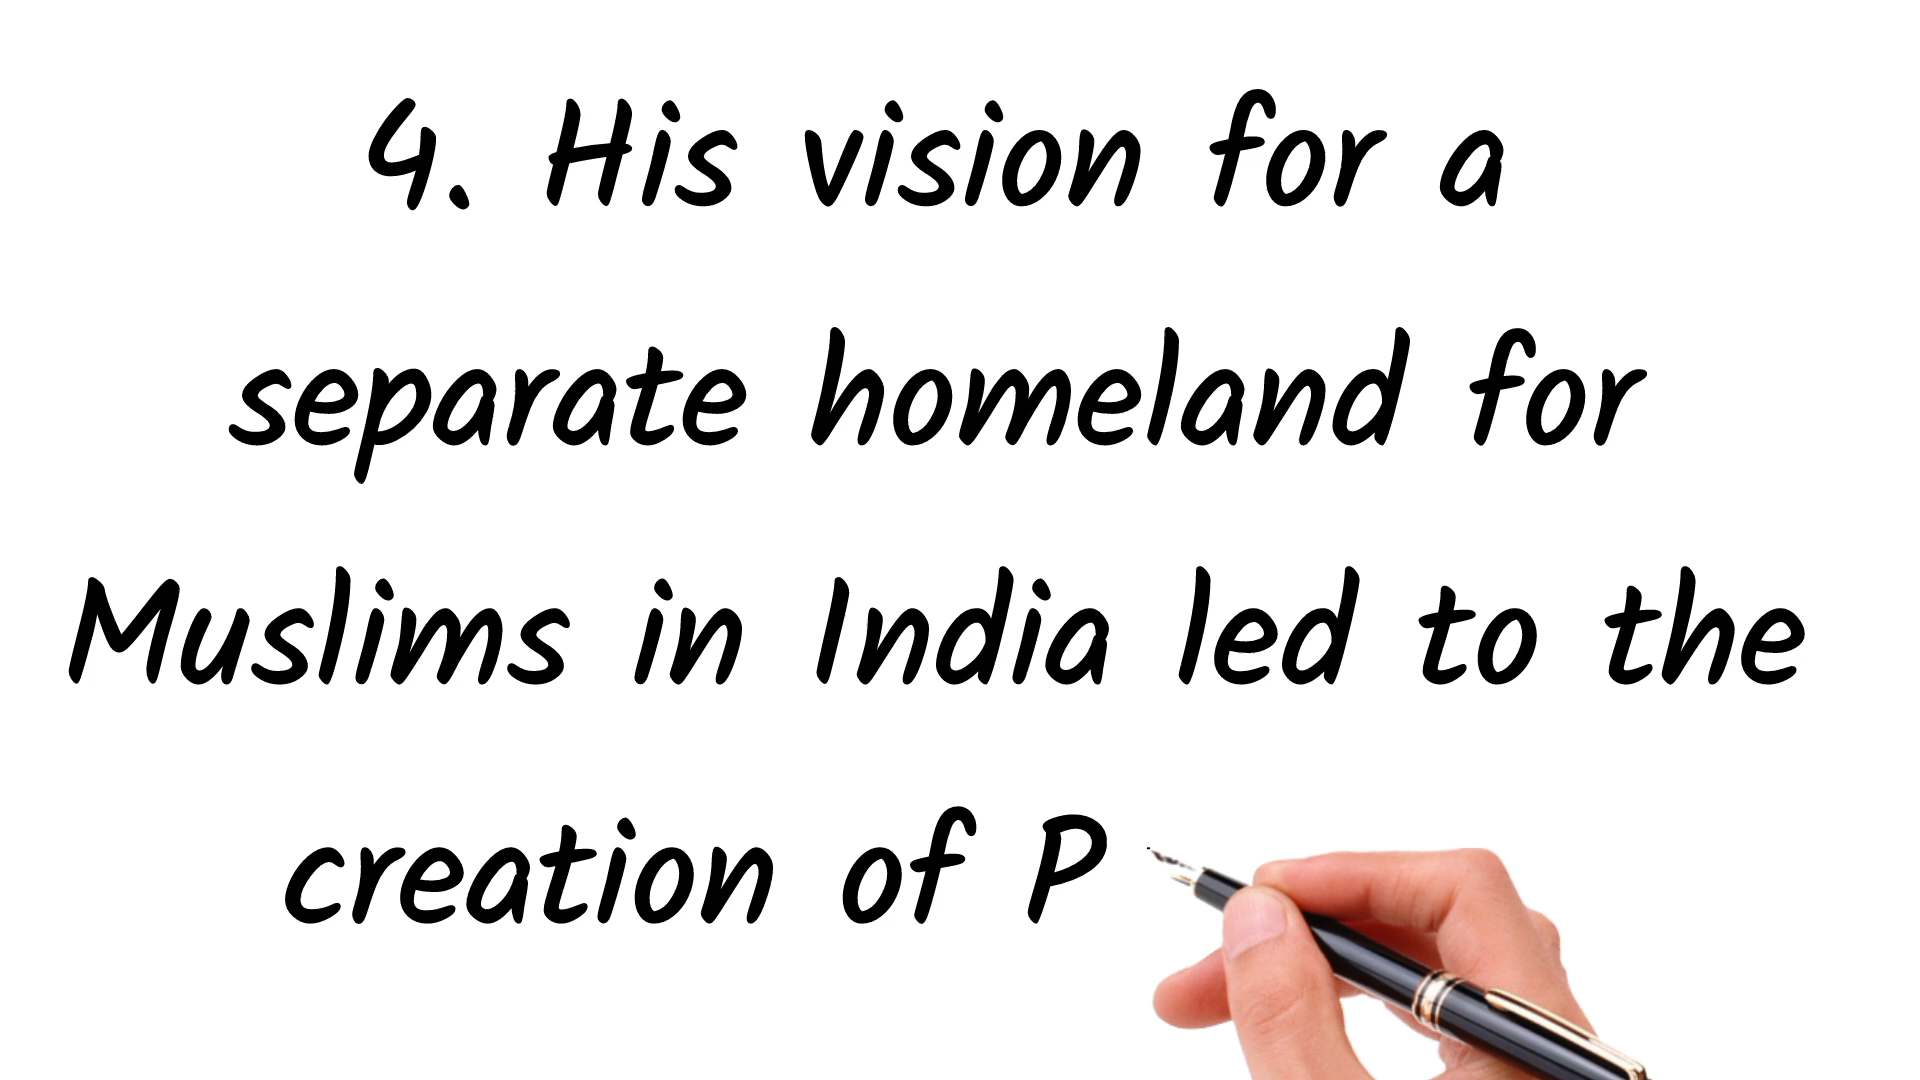 4. His vision for a
separate homeland for
Muslims in India led to the
creation of P